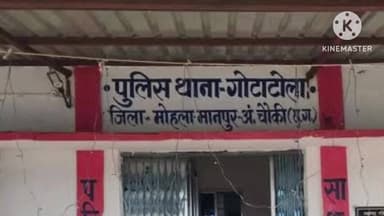 KINEMASTER
• पुलिस थाना-गोटाटोला •
जिला- मोहला मानपुर-अं. चौकी (छ.ग.)
प
सा